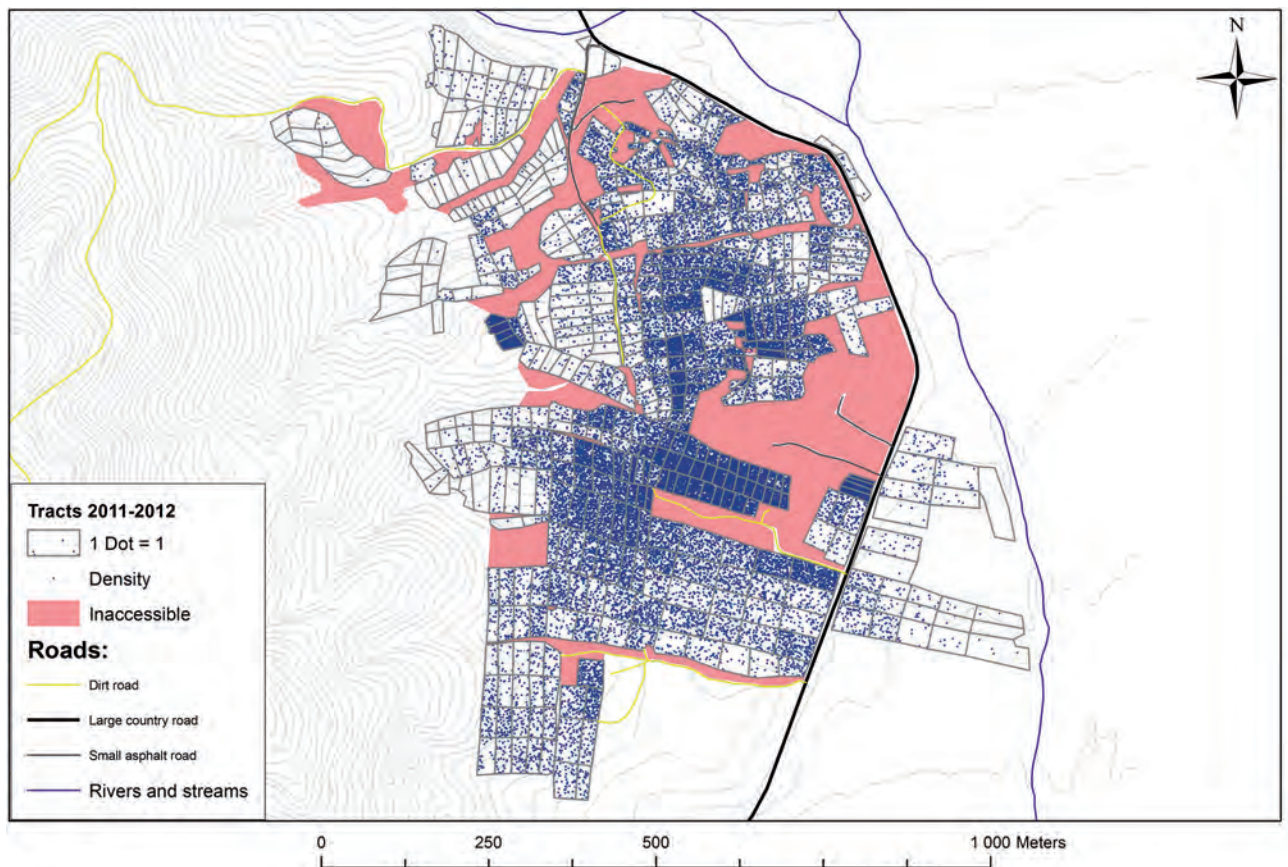 N
Tracts 2011-2012
1 Dot = 1
Density
Inaccessible
Roads:
Dirt road
Large country road
Small asphalt road
Rivers and streams
0 250 500 1 000 Meters